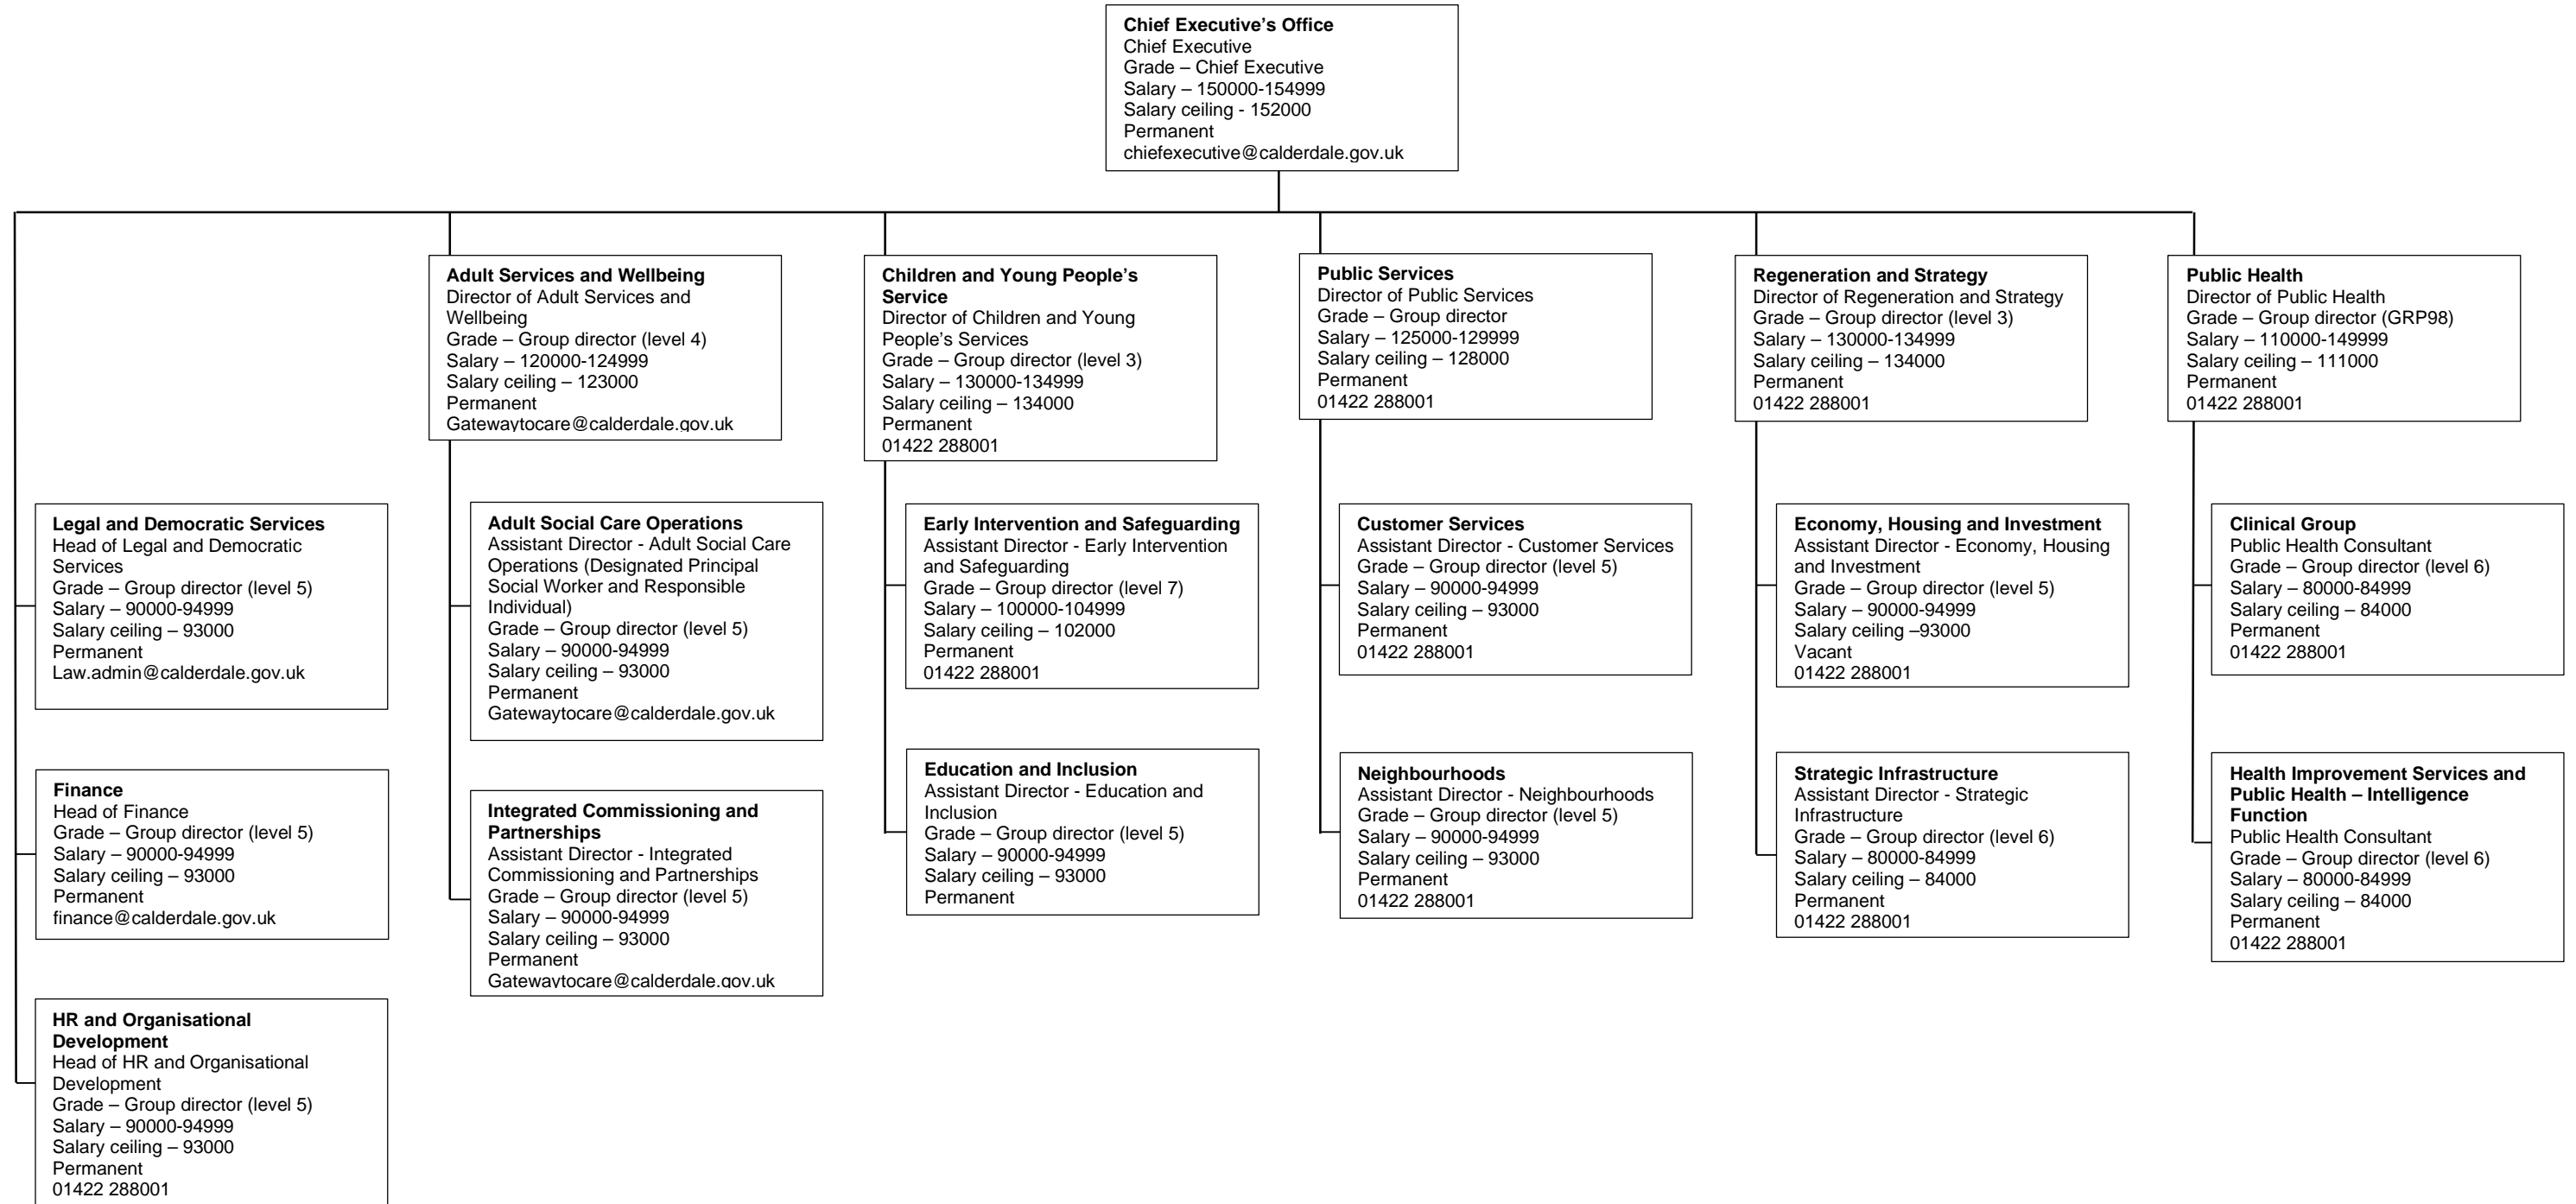 Chief Executive’s Office
Chief Executive
Grade – Chief Executive
Salary – 150000-154999
Salary ceiling - 152000
Permanent
chiefexecutive@calderdale.gov.uk
Adult Services and Wellbeing
Director of Adult Services and
Wellbeing
Grade – Group director (level 4)
Salary – 120000-124999
Salary ceiling – 123000
Permanent
Gatewaytocare@calderdale.gov.uk
Children and Young People’s
Service
Director of Children and Young
People’s Services
Grade – Group director (level 3)
Salary – 130000-134999
Salary ceiling – 134000
Permanent
01422 288001
Public Services
Director of Public Services
Grade – Group director
Salary – 125000-129999
Salary ceiling – 128000
Permanent
01422 288001
Regeneration and Strategy
Director of Regeneration and Strategy
Grade – Group director (level 3)
Salary – 130000-134999
Salary ceiling – 134000
Permanent
01422 288001
Public Health
Director of Public Health
Grade – Group director (GRP98)
Salary – 110000-149999
Salary ceiling – 111000
Permanent
01422 288001
Legal and Democratic Services
Head of Legal and Democratic
Services
Grade – Group director (level 5)
Salary – 90000-94999
Salary ceiling – 93000
Permanent
Law.admin@calderdale.gov.uk
Adult Social Care Operations
Assistant Director - Adult Social Care
Operations (Designated Principal
Social Worker and Responsible
Individual)
Grade – Group director (level 5)
Salary – 90000-94999
Salary ceiling – 93000
Permanent
Gatewaytocare@calderdale.gov.uk
Early Intervention and Safeguarding
Assistant Director - Early Intervention
and Safeguarding
Grade – Group director (level 7)
Salary – 100000-104999
Salary ceiling – 102000
Permanent
01422 288001
Customer Services
Assistant Director - Customer Services
Grade – Group director (level 5)
Salary – 90000-94999
Salary ceiling – 93000
Permanent
01422 288001
Economy, Housing and Investment
Assistant Director - Economy, Housing
and Investment
Grade – Group director (level 5)
Salary – 90000-94999
Salary ceiling –93000
Vacant
01422 288001
Clinical Group
Public Health Consultant
Grade – Group director (level 6)
Salary – 80000-84999
Salary ceiling – 84000
Permanent
01422 288001
Finance
Head of Finance
Grade – Group director (level 5)
Salary – 90000-94999
Salary ceiling – 93000
Permanent
finance@calderdale.gov.uk
Integrated Commissioning and
Partnerships
Assistant Director - Integrated
Commissioning and Partnerships
Grade – Group director (level 5)
Salary – 90000-94999
Salary ceiling – 93000
Permanent
Gatewaytocare@calderdale.gov.uk
Education and Inclusion
Assistant Director - Education and
Inclusion
Grade – Group director (level 5)
Salary – 90000-94999
Salary ceiling – 93000
Permanent
Neighbourhoods
Assistant Director - Neighbourhoods
Grade – Group director (level 5)
Salary – 90000-94999
Salary ceiling – 93000
Permanent
01422 288001
Strategic Infrastructure
Assistant Director - Strategic
Infrastructure
Grade – Group director (level 6)
Salary – 80000-84999
Salary ceiling – 84000
Permanent
01422 288001
Health Improvement Services and
Public Health – Intelligence
Function
Public Health Consultant
Grade – Group director (level 6)
Salary – 80000-84999
Salary ceiling – 84000
Permanent
01422 288001
HR and Organisational
Development
Head of HR and Organisational
Development
Grade – Group director (level 5)
Salary – 90000-94999
Salary ceiling – 93000
Permanent
01422 288001